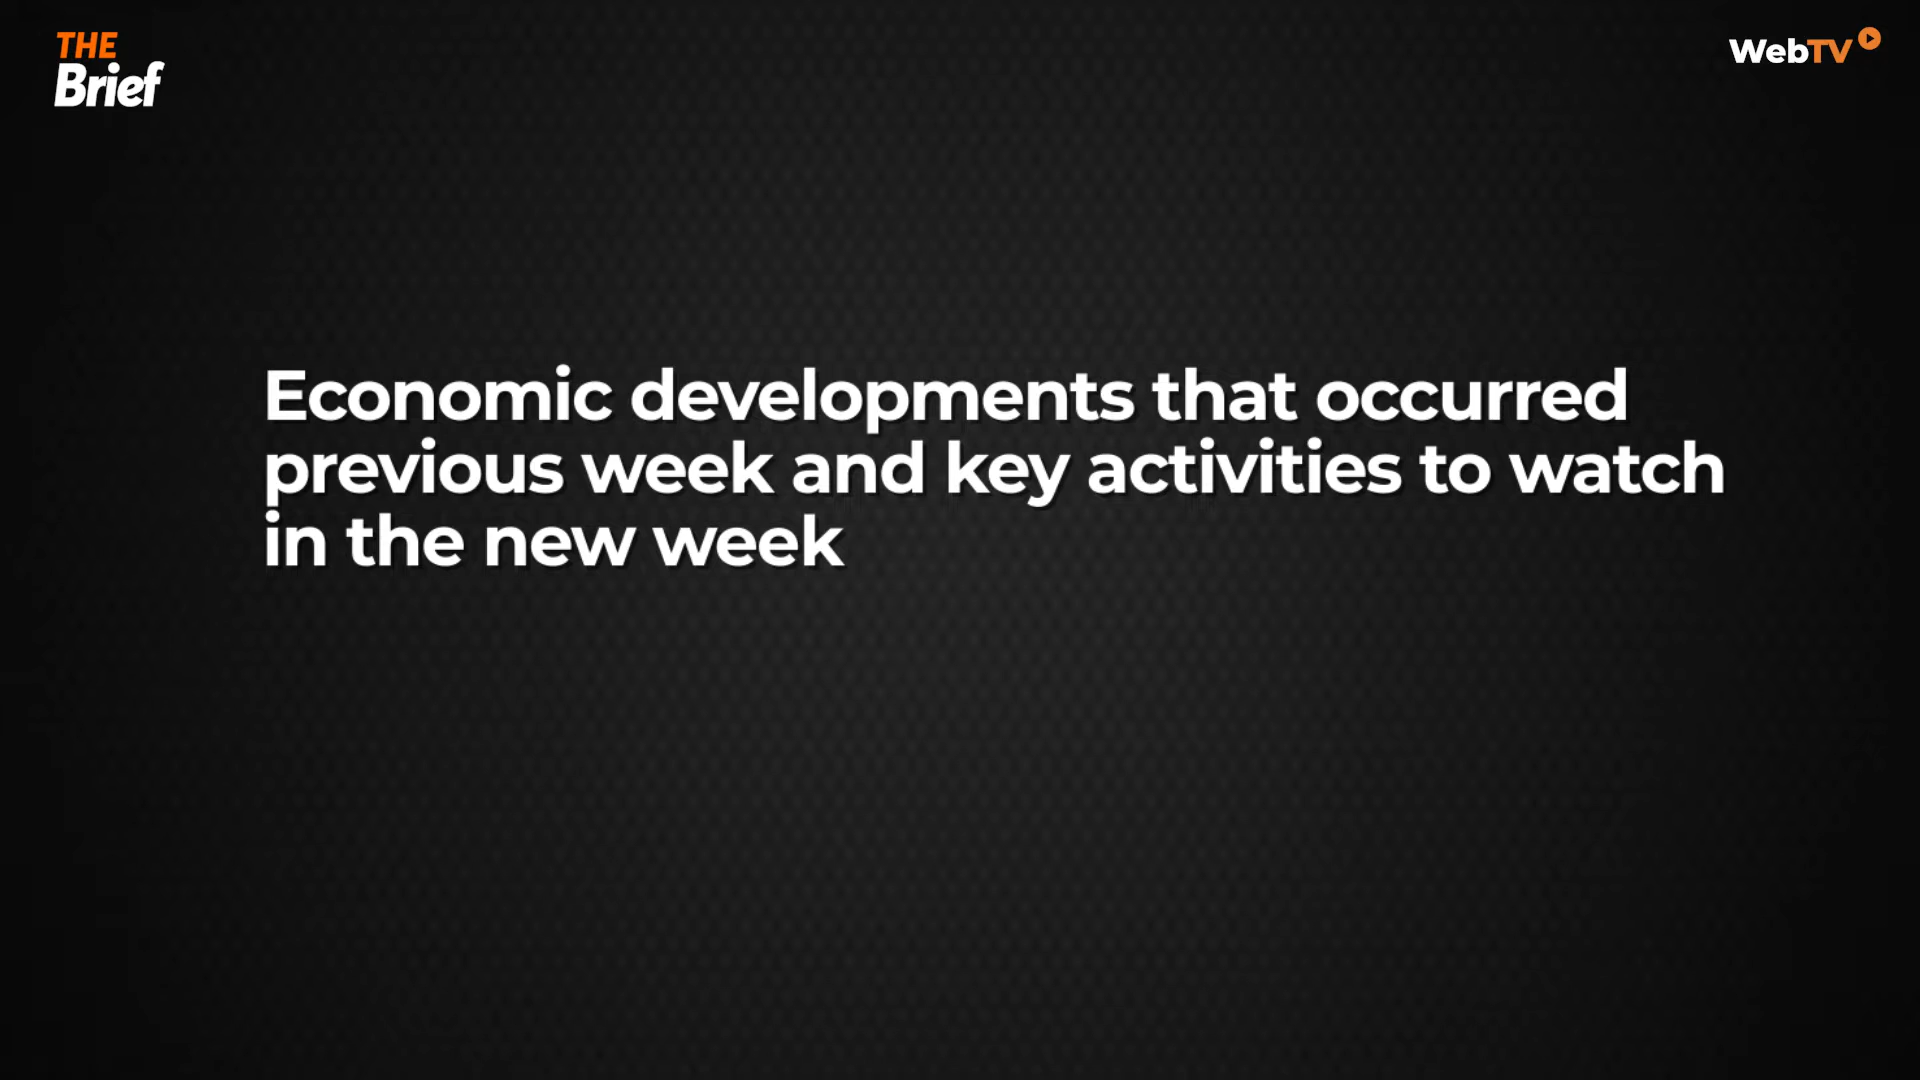 THE
Brief
WebTV
Economic developments that occurred
previous week and key activities to watch
in the new week